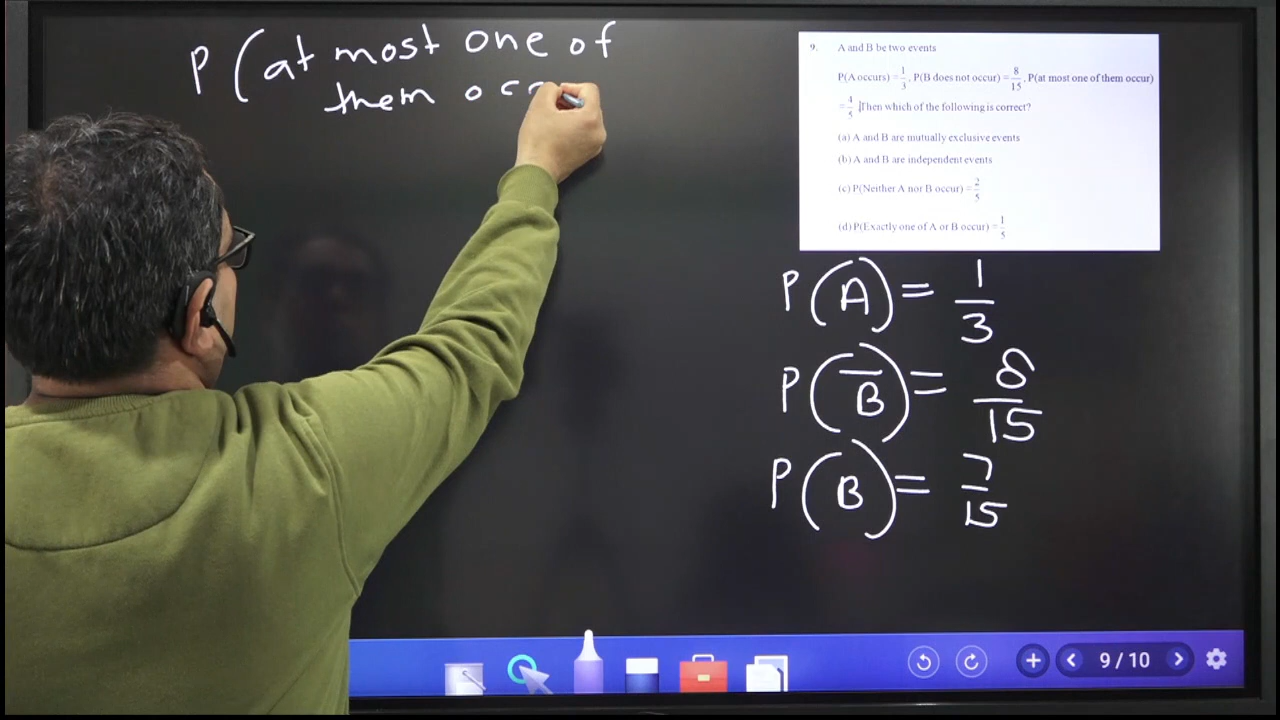 P (at most one of
them occ
9. A and B be two events
P(A occurs) = 1/3, P(B does not occur) = 8/15, P(at most one of them occur)
= 4/5 Then which of the following is correct?
(a) A and B are mutually exclusive events
(b) A and B are independent events
(c) P(Neither A nor B occur) = 2/5
(d) P(Exactly one of A or B occur) = 1/5
P(A) = 1/3
P(B̅) = 8/15
P(B) = 7/15
9 / 10